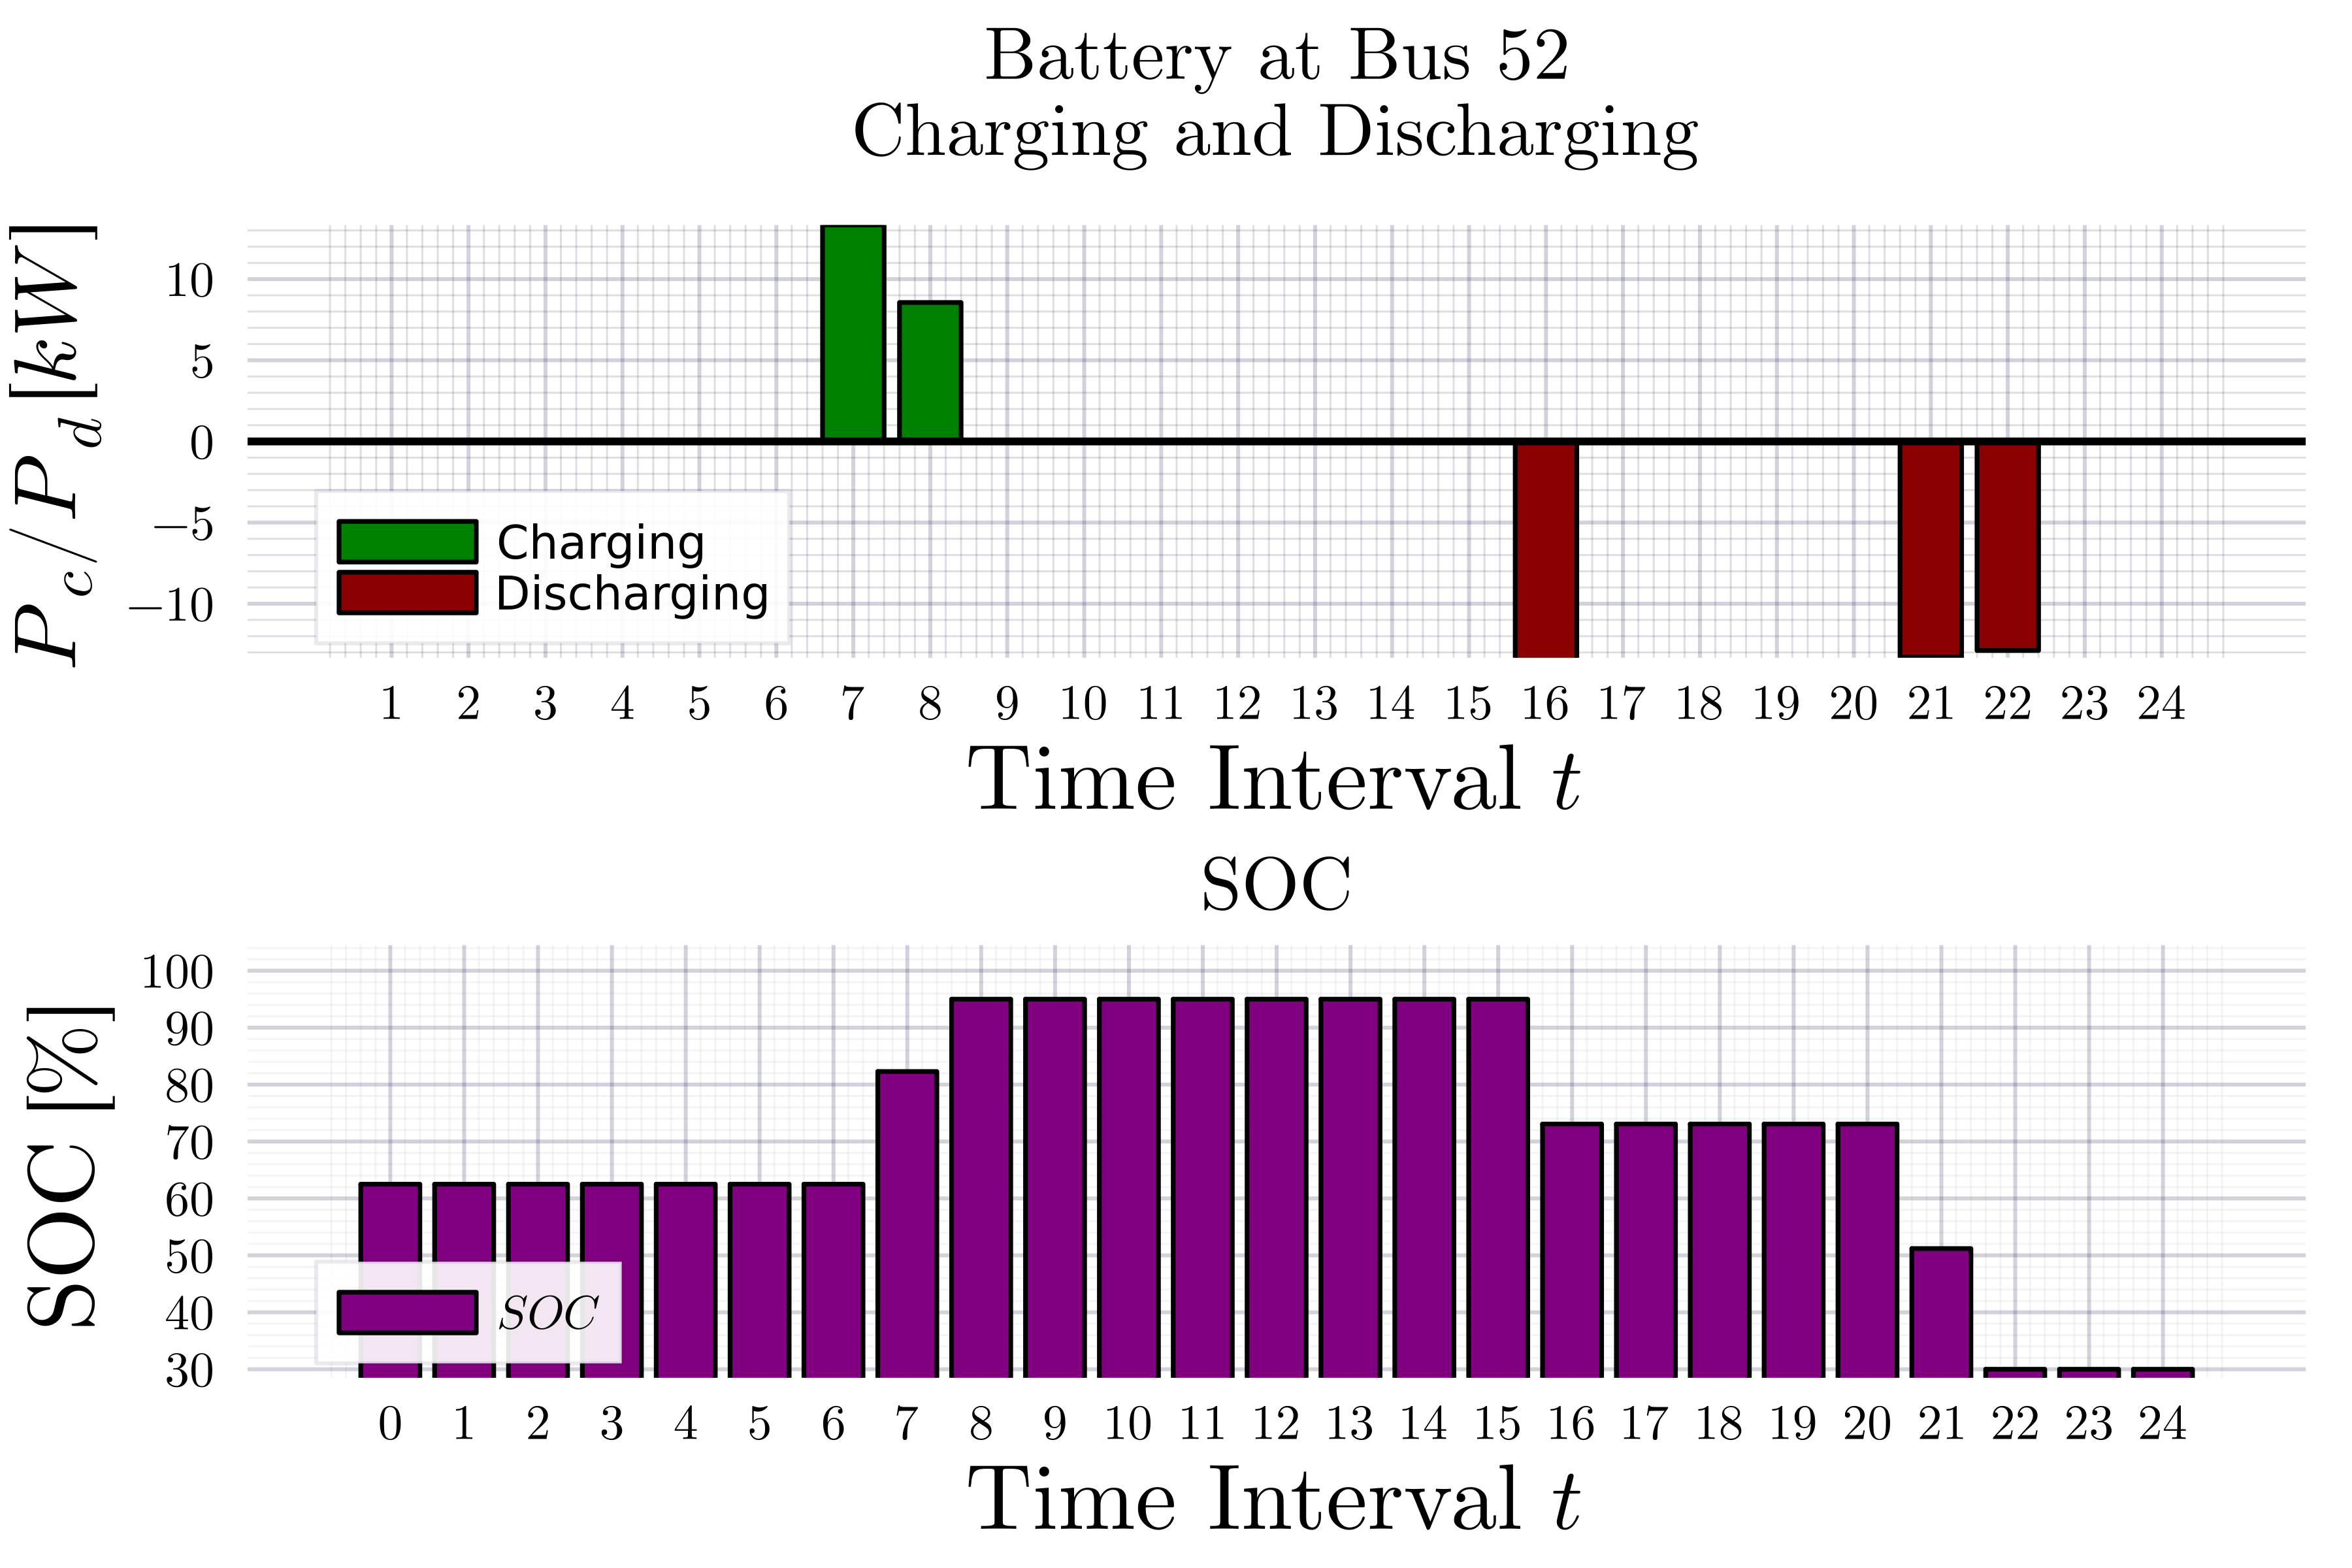 Battery at Bus 52
Charging and Discharging
P_c/P_d [kW]
10
5
0
−5
−10
Charging
Discharging
1 2 3 4 5 6 7 8 9 10 11 12 13 14 15 16 17 18 19 20 21 22 23 24
Time Interval t
SOC
SOC [%]
100
90
80
70
60
50
40
30
SOC
0 1 2 3 4 5 6 7 8 9 10 11 12 13 14 15 16 17 18 19 20 21 22 23 24
Time Interval t